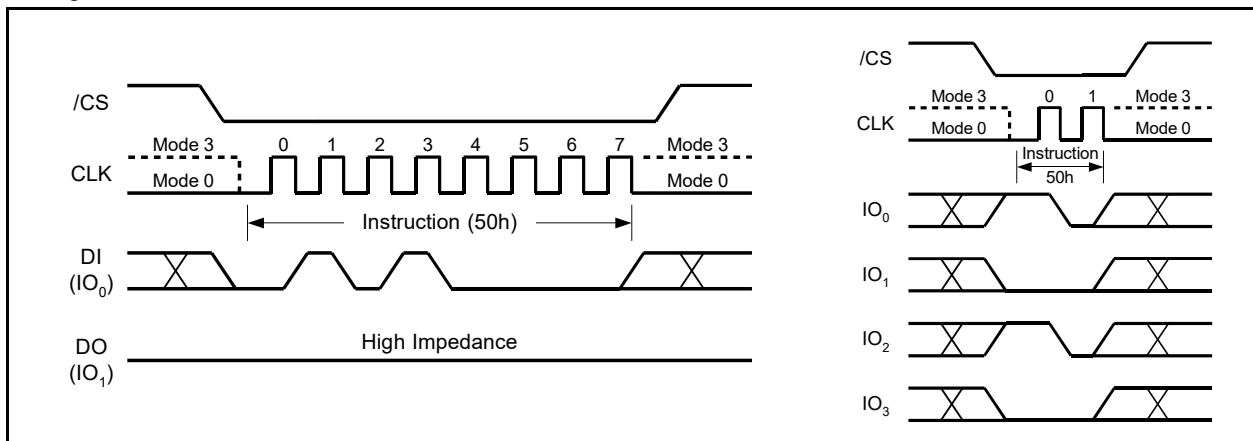 /CS
Mode 3 0 1 2 3 4 5 6 7 Mode 3
CLK
Mode 0 Mode 0
Instruction (50h)
DI
(IO0)
High Impedance
DO
(IO1)
/CS
Mode 3 0 1 Mode 3
CLK
Mode 0 Mode 0
Instruction
50h
IO0
IO1
IO2
IO3